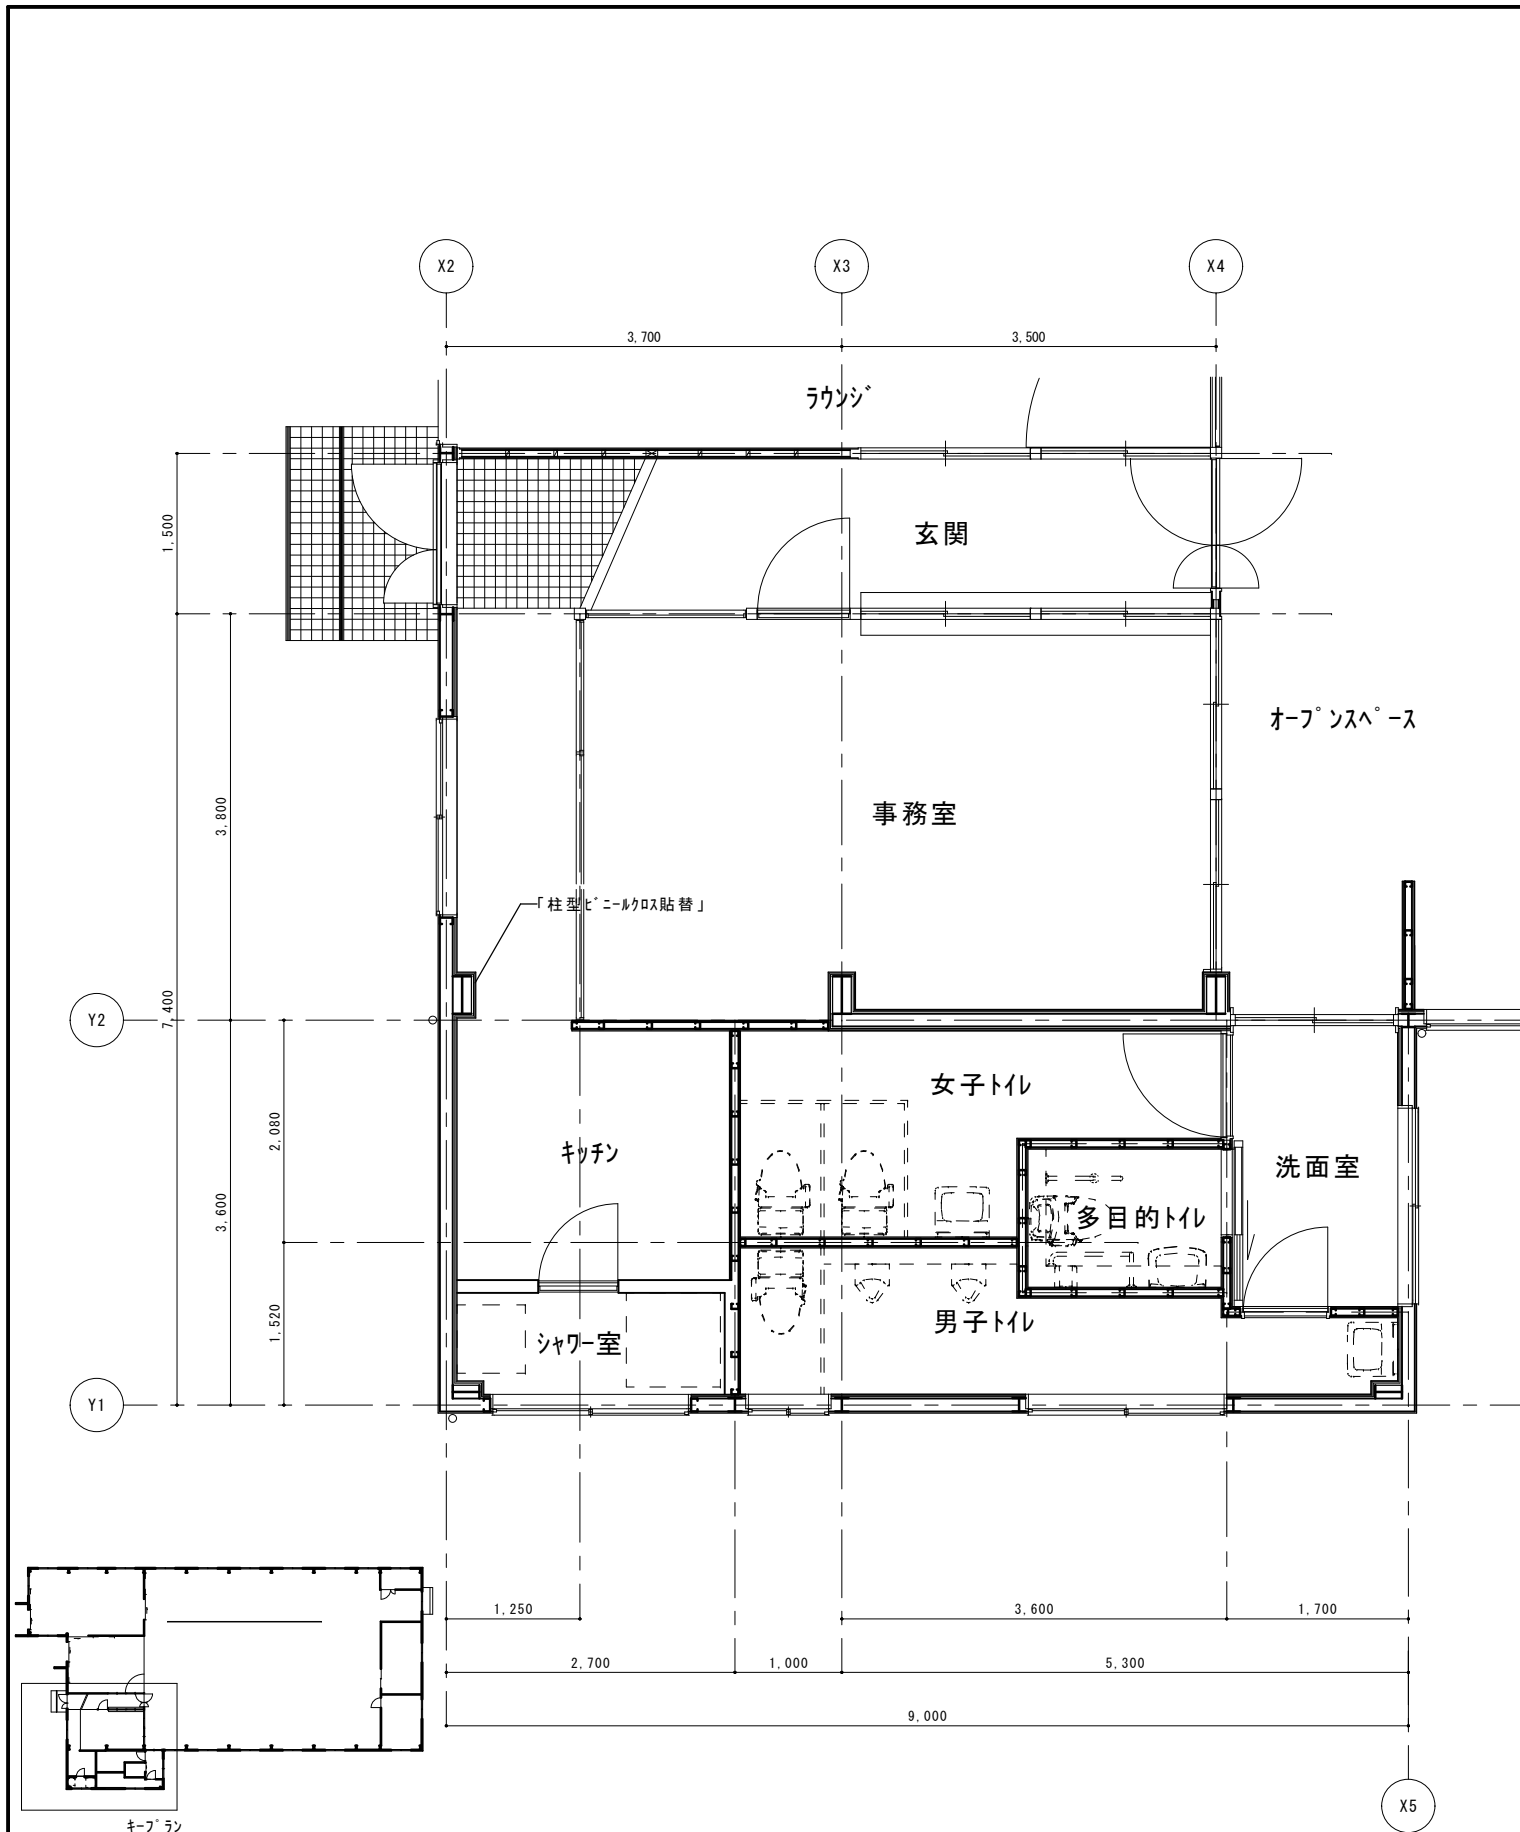 X2
X3
X4
3,700
3,500
ラウンジ
玄関
1,500
オープンスペース
事務室
3,800
「柱型ビニールクロス貼替」
7,400
Y2
女子トイレ
2,080
キッチン
洗面室
3,600
多目的トイレ
1,520
シャワー室
男子トイレ
Y1
1,250
3,600
1,700
2,700
1,000
5,300
9,000
X5
キープラン